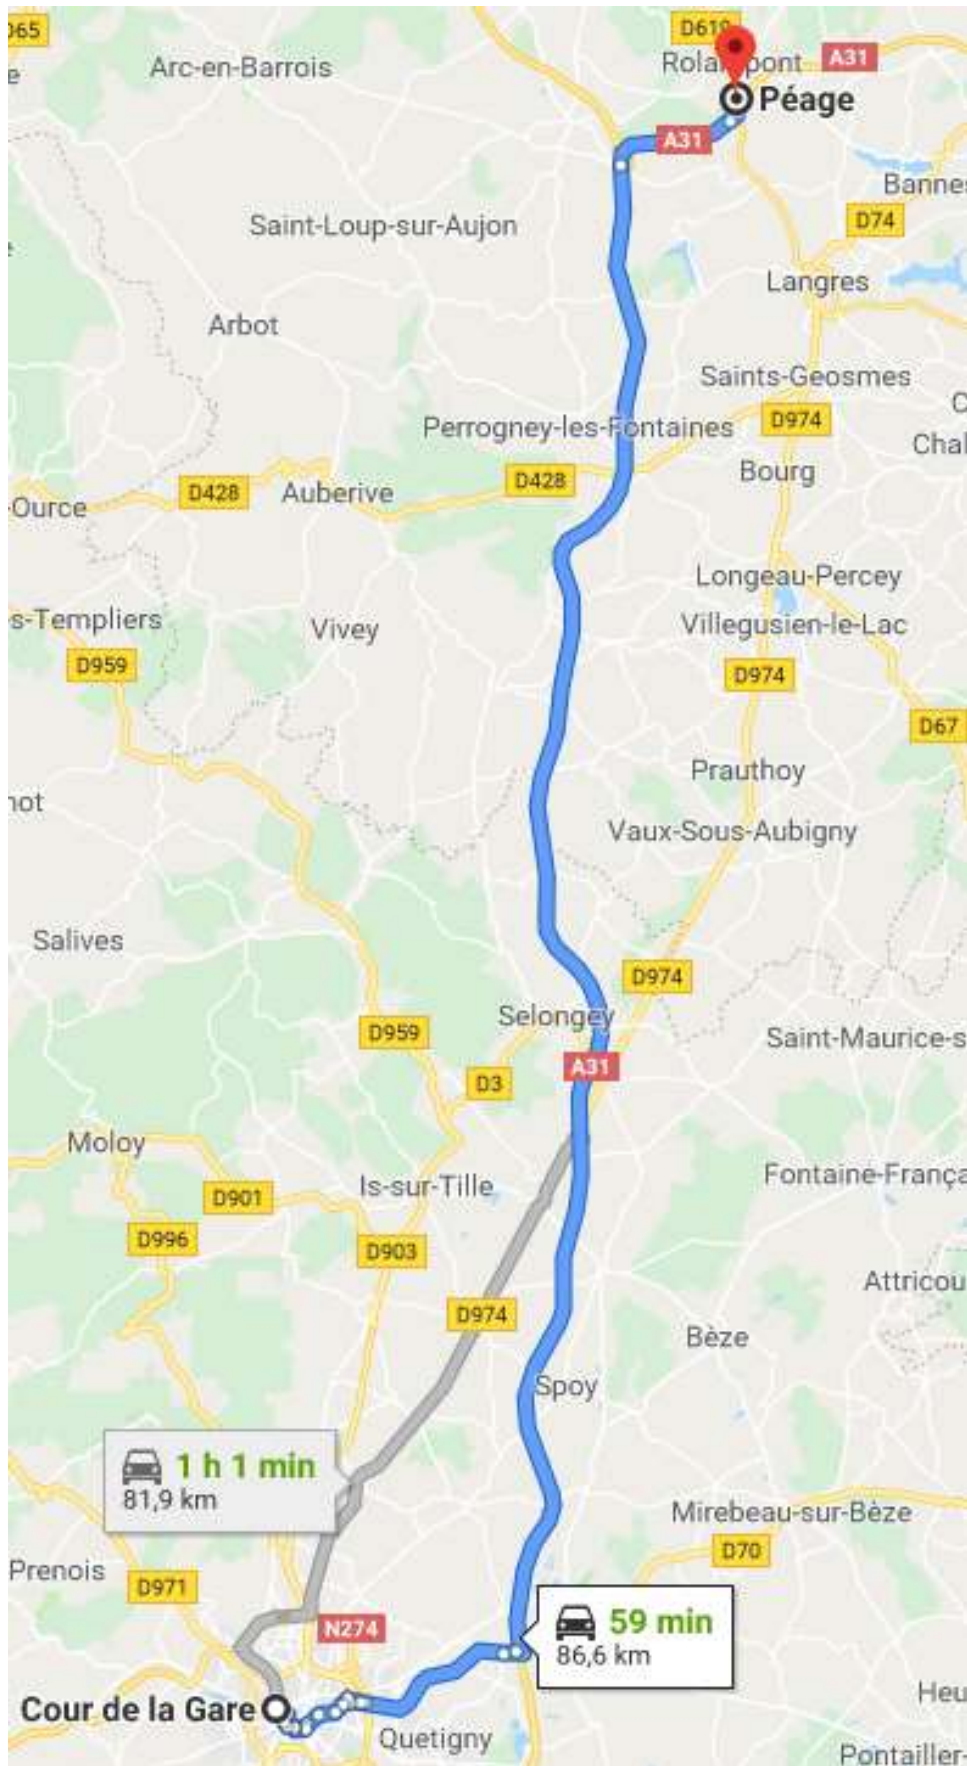 D619
D65
Rolampont
A31
Arc-en-Barrois
Péage
A31
Bannes
Saint-Loup-sur-Aujon
D74
Langres
Arbot
Saints-Geosmes
Perrogney-les-Fontaines
D974
Chal
Bourg
D428
D428
Auberive
-Ource
Longeau-Percey
s-Templiers
Vivey
Villegusien-le-Lac
D959
D974
D67
Prauthoy
not
Vaux-Sous-Aubigny
Salives
D974
Selongey
D959
Saint-Maurice-s
A31
D3
Moloy
Is-sur-Tille
Fontaine-França
D901
D996
D903
Attricou
D974
Bèze
Spoy
1 h 1 min
81,9 km
Mirebeau-sur-Bèze
D70
Prenois
D971
N274
59 min
86,6 km
Heu
Cour de la Gare
Quetigny
Pontailler-